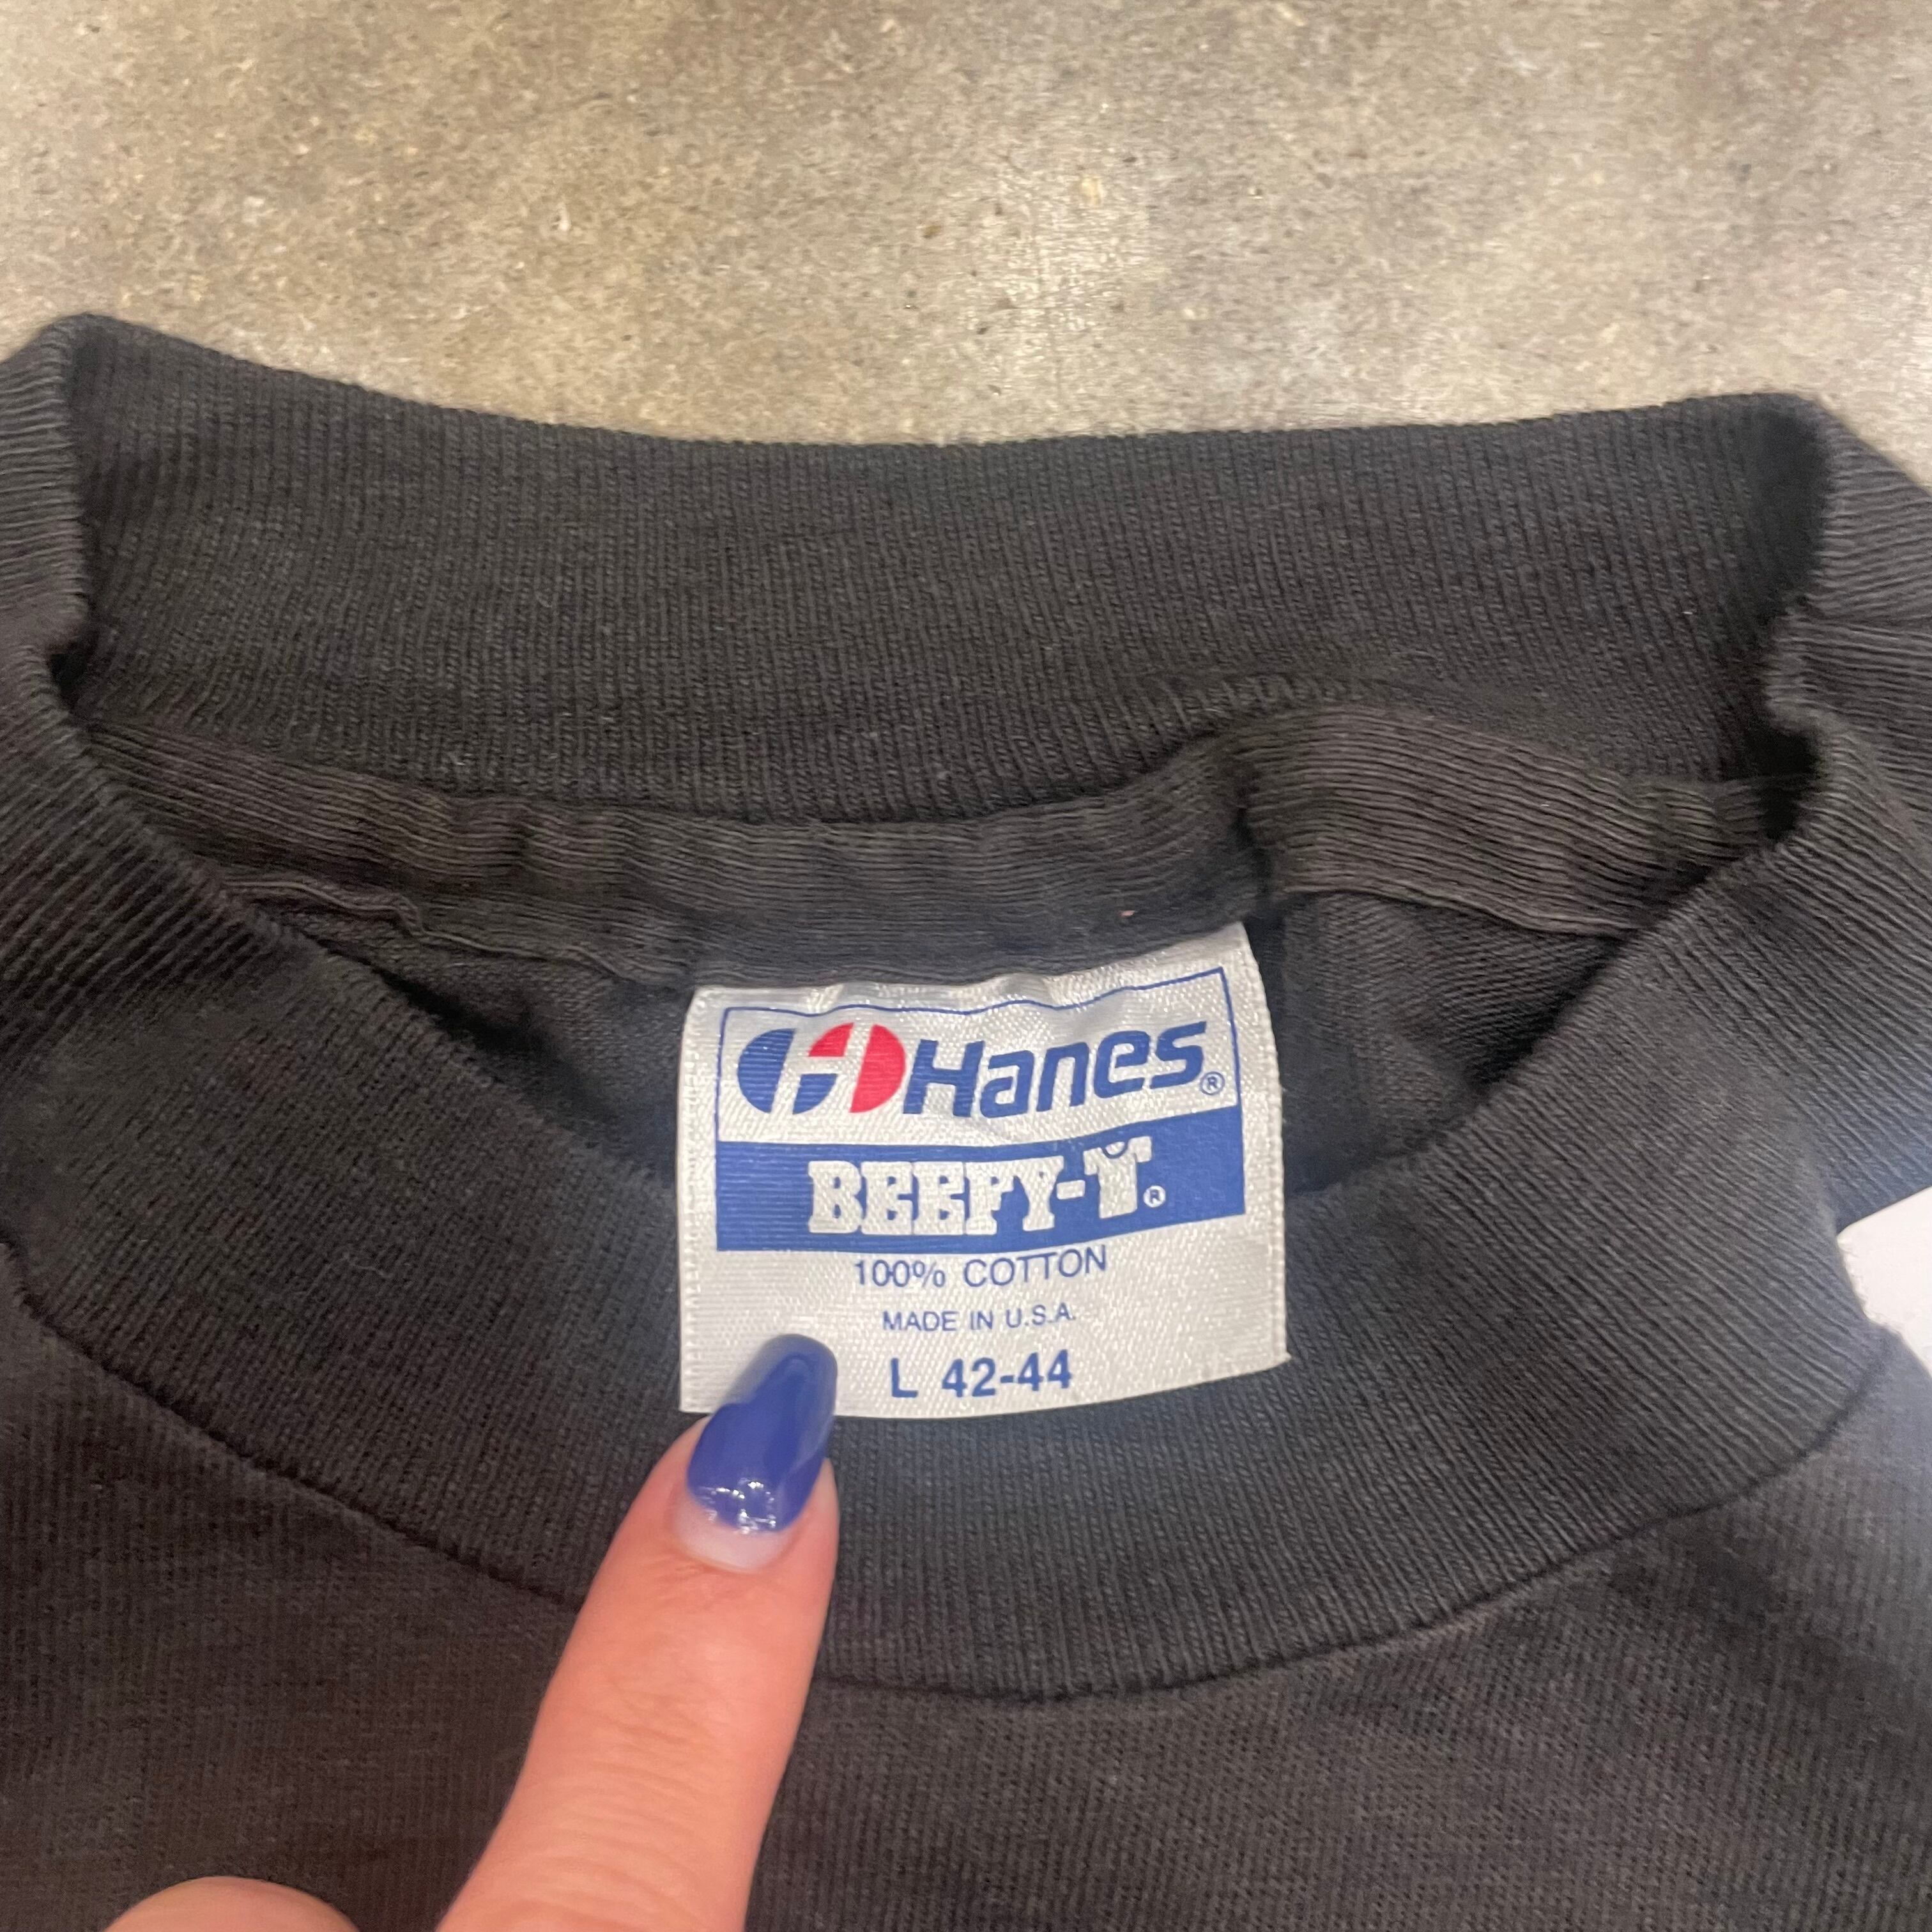 Hanes®
BEEFY-T®
100% COTTON
MADE IN U.S.A.
L 42-44